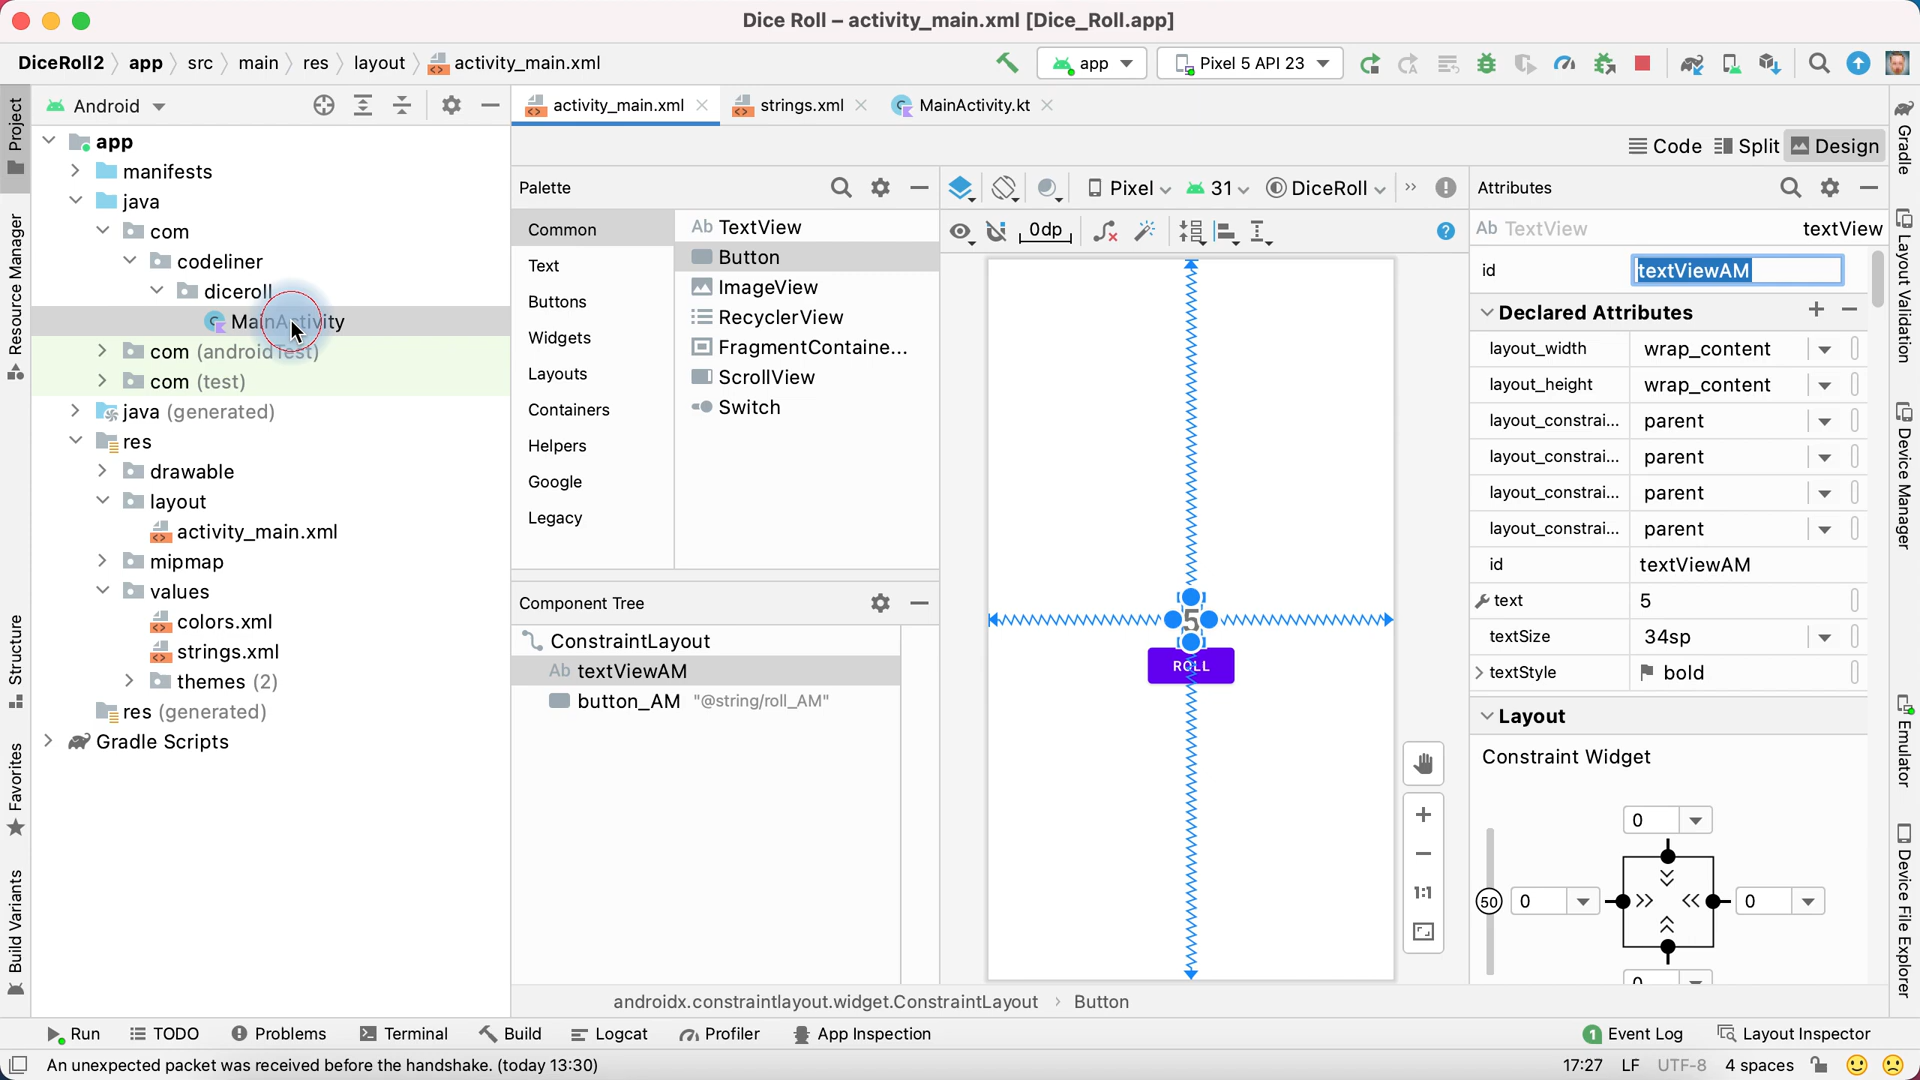 Dice Roll – activity_main.xml [Dice_Roll.app]
DiceRoll2 app src main res layout activity_main.xml
app Pixel 5 API 23
Project
Resource Manager
Structure
Favorites
Build Variants
Android
app
manifests
java
com
codeliner
diceroll
MainActivity
com (androidTest)
com (test)
java (generated)
res
drawable
layout
activity_main.xml
mipmap
values
colors.xml
strings.xml
themes (2)
res (generated)
Gradle Scripts
activity_main.xml strings.xml MainActivity.kt
Code Split Design
Palette
Common
Text
Buttons
Widgets
Layouts
Containers
Helpers
Google
Legacy
Ab TextView
Button
ImageView
RecyclerView
FragmentContaine...
ScrollView
Switch
Component Tree
ConstraintLayout
Ab textViewAM
button_AM "@string/roll_AM"
Pixel 31 DiceRoll
0dp
5
ROLL
1:1
androidx.constraintlayout.widget.ConstraintLayout Button
Attributes
Ab TextView textView
id textViewAM
Declared Attributes
layout_width wrap_content
layout_height wrap_content
layout_constrai... parent
layout_constrai... parent
layout_constrai... parent
layout_constrai... parent
id textViewAM
text 5
textSize 34sp
textStyle bold
Layout
Constraint Widget
0
50 0 0
0
Gradle
Layout Validation
Device Manager
Emulator
Device File Explorer
Run TODO Problems Terminal Build Logcat Profiler App Inspection 1 Event Log Layout Inspector
An unexpected packet was received before the handshake. (today 13:30) 17:27 LF UTF-8 4 spaces